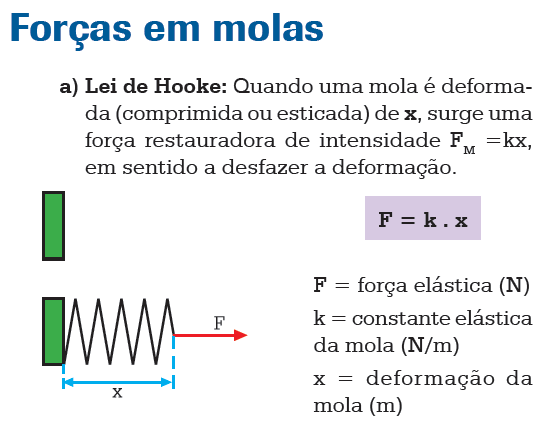 Forças em molas
a) Lei de Hooke: Quando uma mola é deforma-
da (comprimida ou esticada) de x, surge uma
força restauradora de intensidade F_M =kx,
em sentido a desfazer a deformação.
F = k . x
F = força elástica (N)
k = constante elástica
da mola (N/m)
x = deformação da
mola (m)
F
x